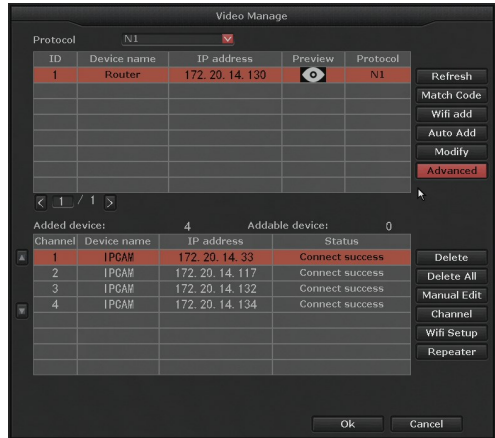 Video Manage
Protocol N1
ID Device name IP address Preview Protocol
1 Router 172. 20. 14. 130 N1
Refresh
Match Code
Wifi add
Auto Add
Modify
Advanced
< 1 / 1 >
Added device: 4 Addable device: 0
Channel Device name IP address Status
1 IPCAM 172. 20. 14. 33 Connect success
2 IPCAM 172. 20. 14. 117 Connect success
3 IPCAM 172. 20. 14. 132 Connect success
4 IPCAM 172. 20. 14. 134 Connect success
Delete
Delete All
Manual Edit
Channel
Wifi Setup
Repeater
Ok Cancel